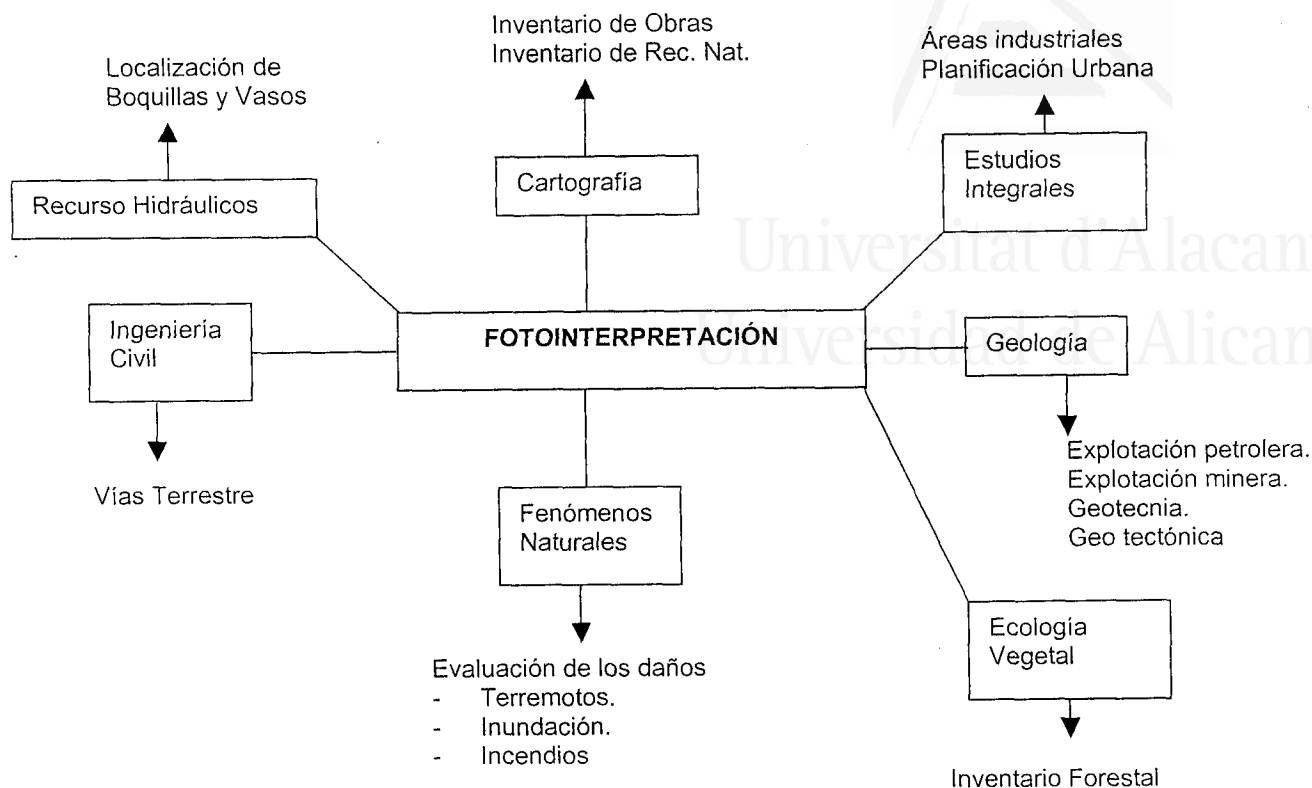 Inventario de Obras
Inventario de Rec. Nat.
Áreas industriales
Planificación Urbana
Localización de
Boquillas y Vasos
Cartografía
Estudios
Integrales
Recurso Hidráulicos
Universitat d'Alacant
Ingeniería
Civil
FOTOINTERPRETACIÓN
Geología
Universidad de Alicante
Vías Terrestre
Explotación petrolera.
Explotación minera.
Geotecnia.
Geo tectónica
Fenómenos
Naturales
Ecología
Vegetal
Evaluación de los daños
- Terremotos.
- Inundación.
- Incendios
Inventario Forestal